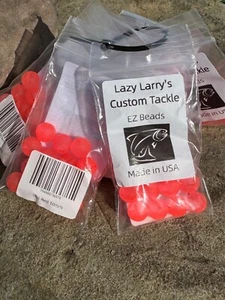 Lazy Larry's
Custom Tackle
EZ Beads
Made in USA